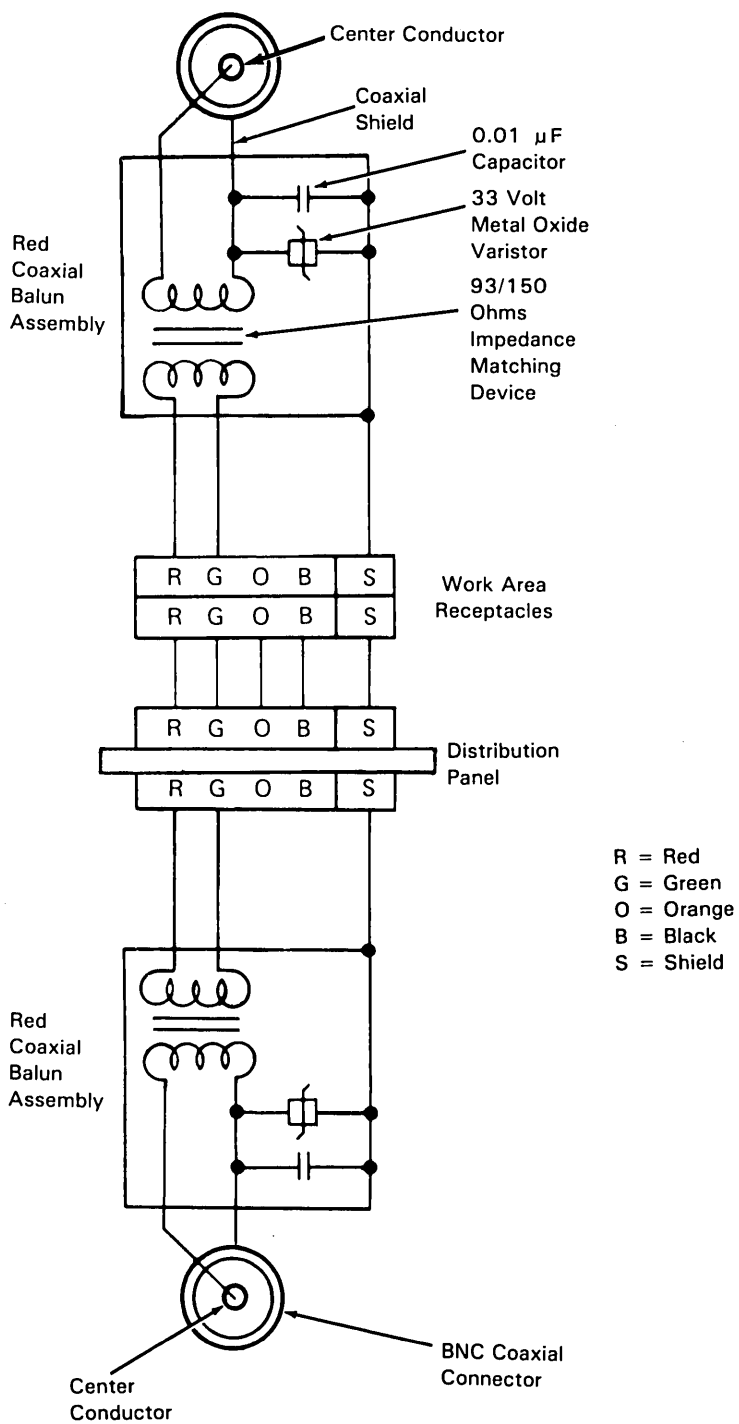 Center Conductor
Coaxial
Shield
0.01 μF
Capacitor
33 Volt
Metal Oxide
Varistor
Red
Coaxial
Balun
Assembly
93/150
Ohms
Impedance
Matching
Device
R G O B S
R G O B S
Work Area
Receptacles
R G O B S
R G O B S
Distribution
Panel
R = Red
G = Green
O = Orange
B = Black
S = Shield
Red
Coaxial
Balun
Assembly
BNC Coaxial
Connector
Center
Conductor